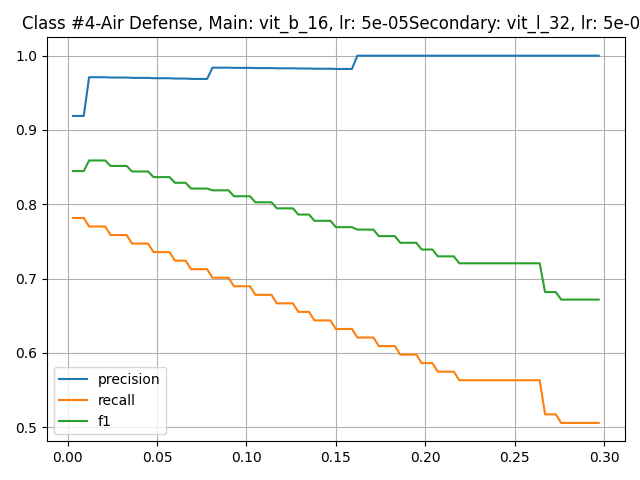 Class #4-Air Defense, Main: vit_b_16, lr: 5e-05Secondary: vit_l_32, lr: 5e-0
1.0
0.9
0.8
0.7
0.6
0.5
precision
recall
f1
0.00 0.05 0.10 0.15 0.20 0.25 0.30